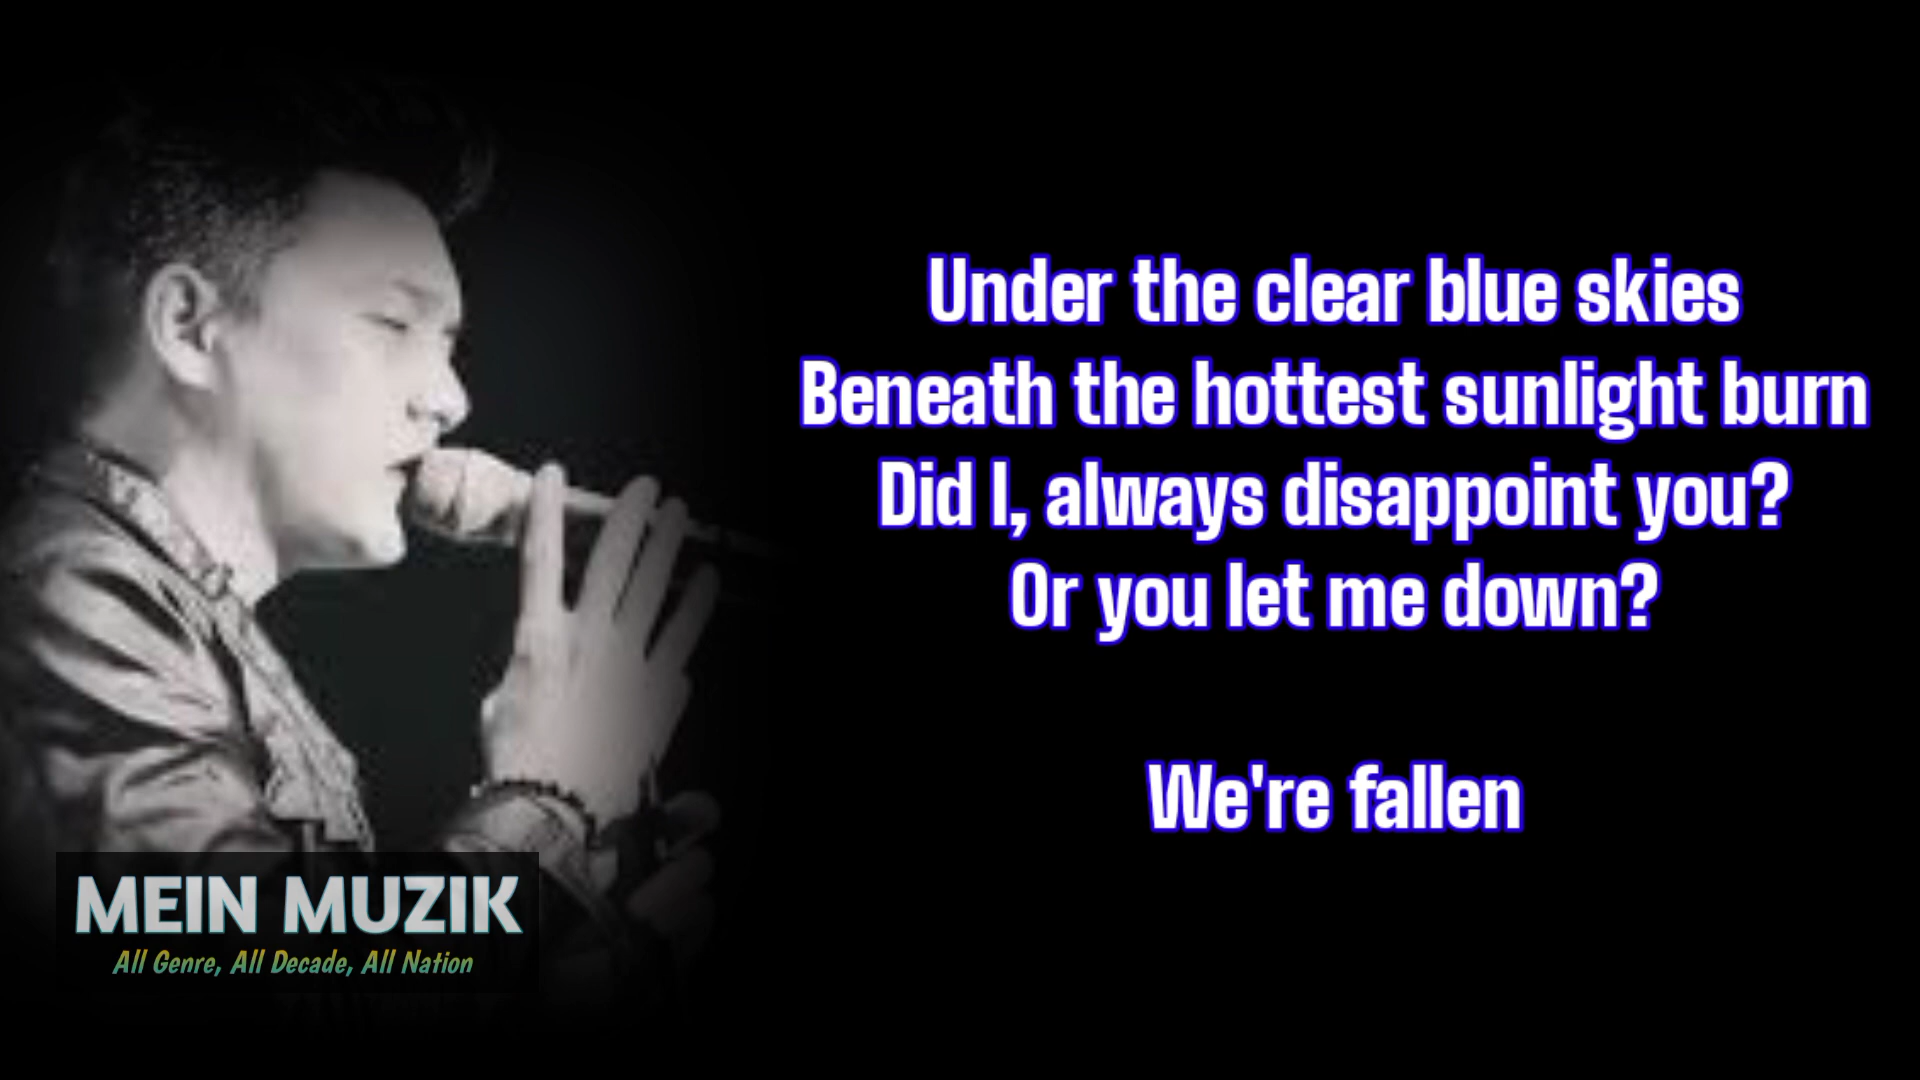 Under the clear blue skies
Beneath the hottest sunlight burn
Did I, always disappoint you?
Or you let me down?
We're fallen
MEIN MUZIK
All Genre, All Decade, All Nation